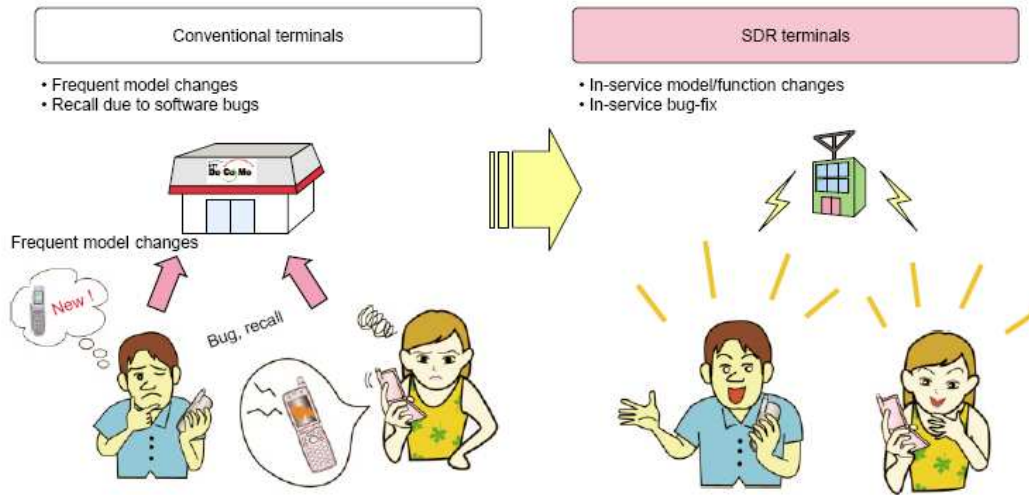 Conventional terminals
• Frequent model changes
• Recall due to software bugs
NTT
DoCoMo
Frequent model changes
New !
Bug, recall
SDR terminals
• In-service model/function changes
• In-service bug-fix